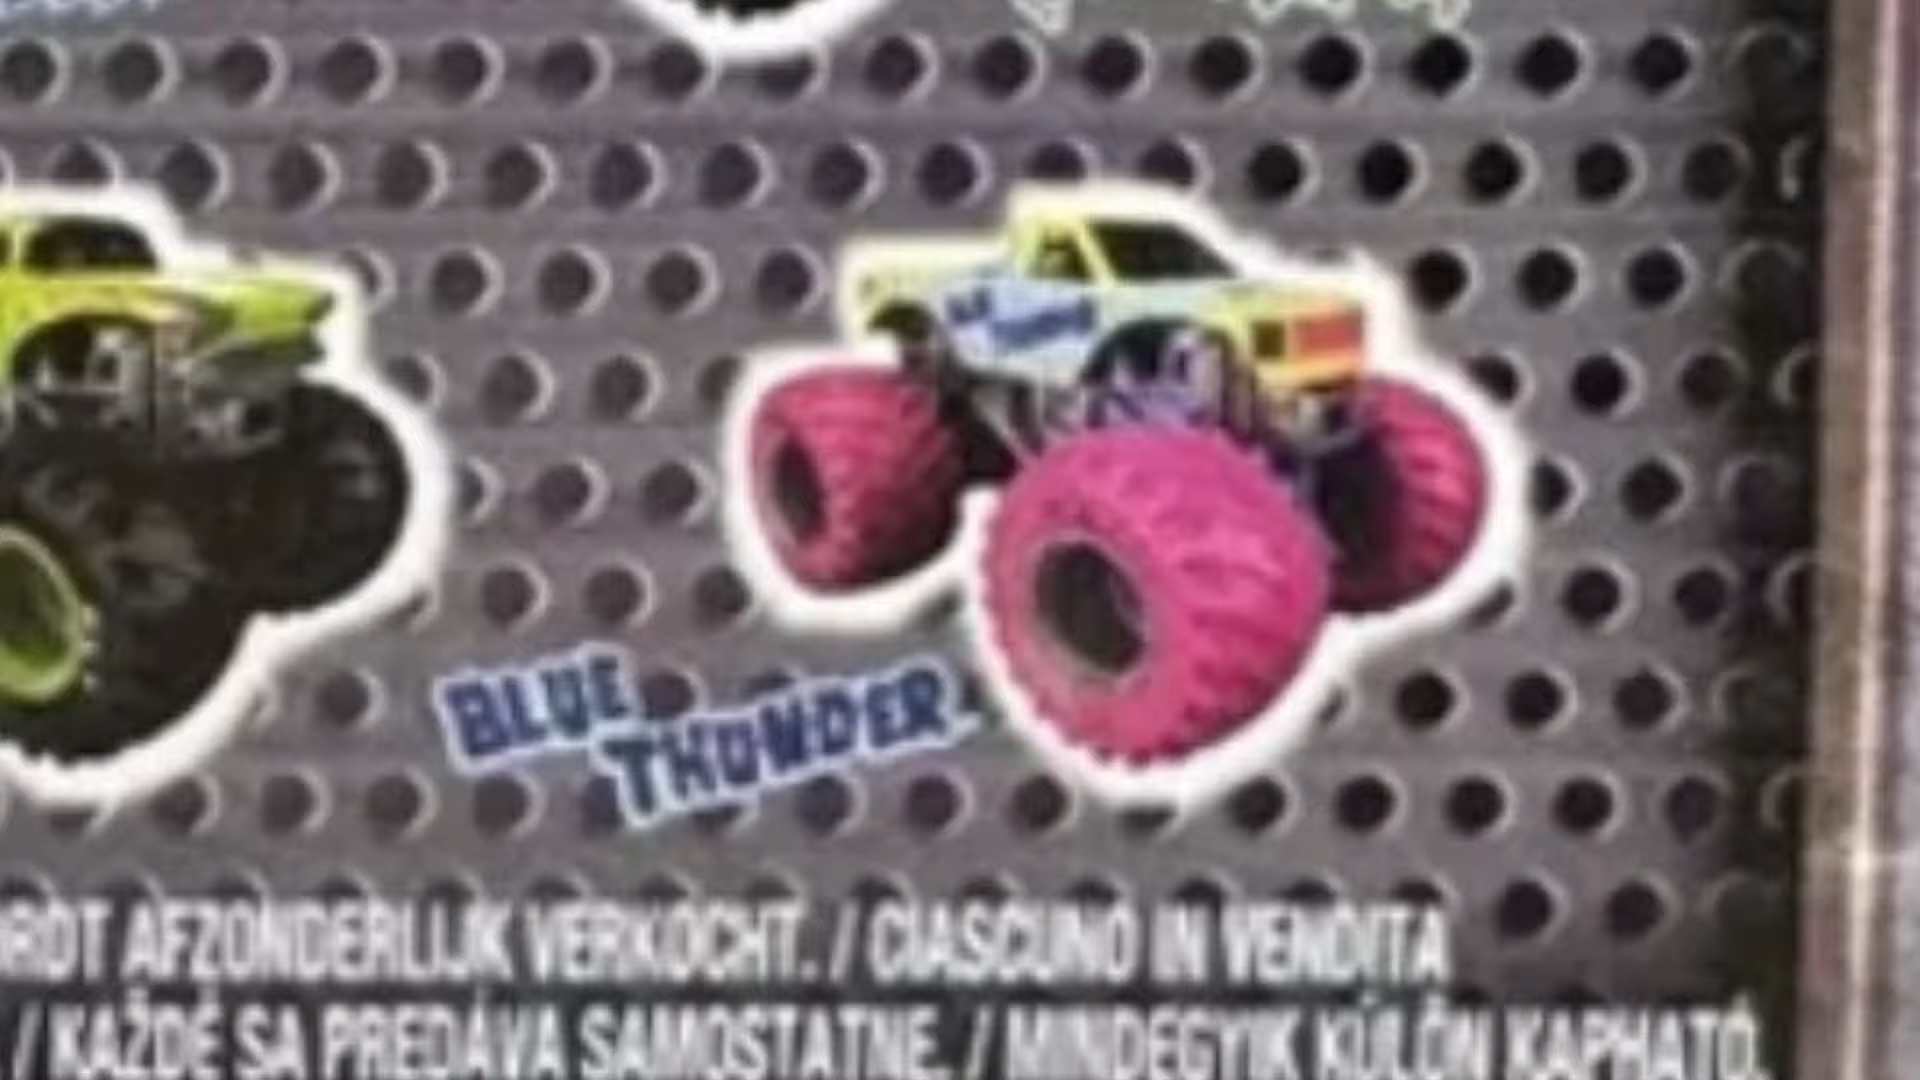 BLUE
THUNDER
AFZONDERLIJK VERKOCHT. / CIASCUNO IN VENDITA
/ KAŽDÉ SA PREDÁVA SAMOSTATNE. / MINDEGYIK KÜLÖN KAPHATÓ.